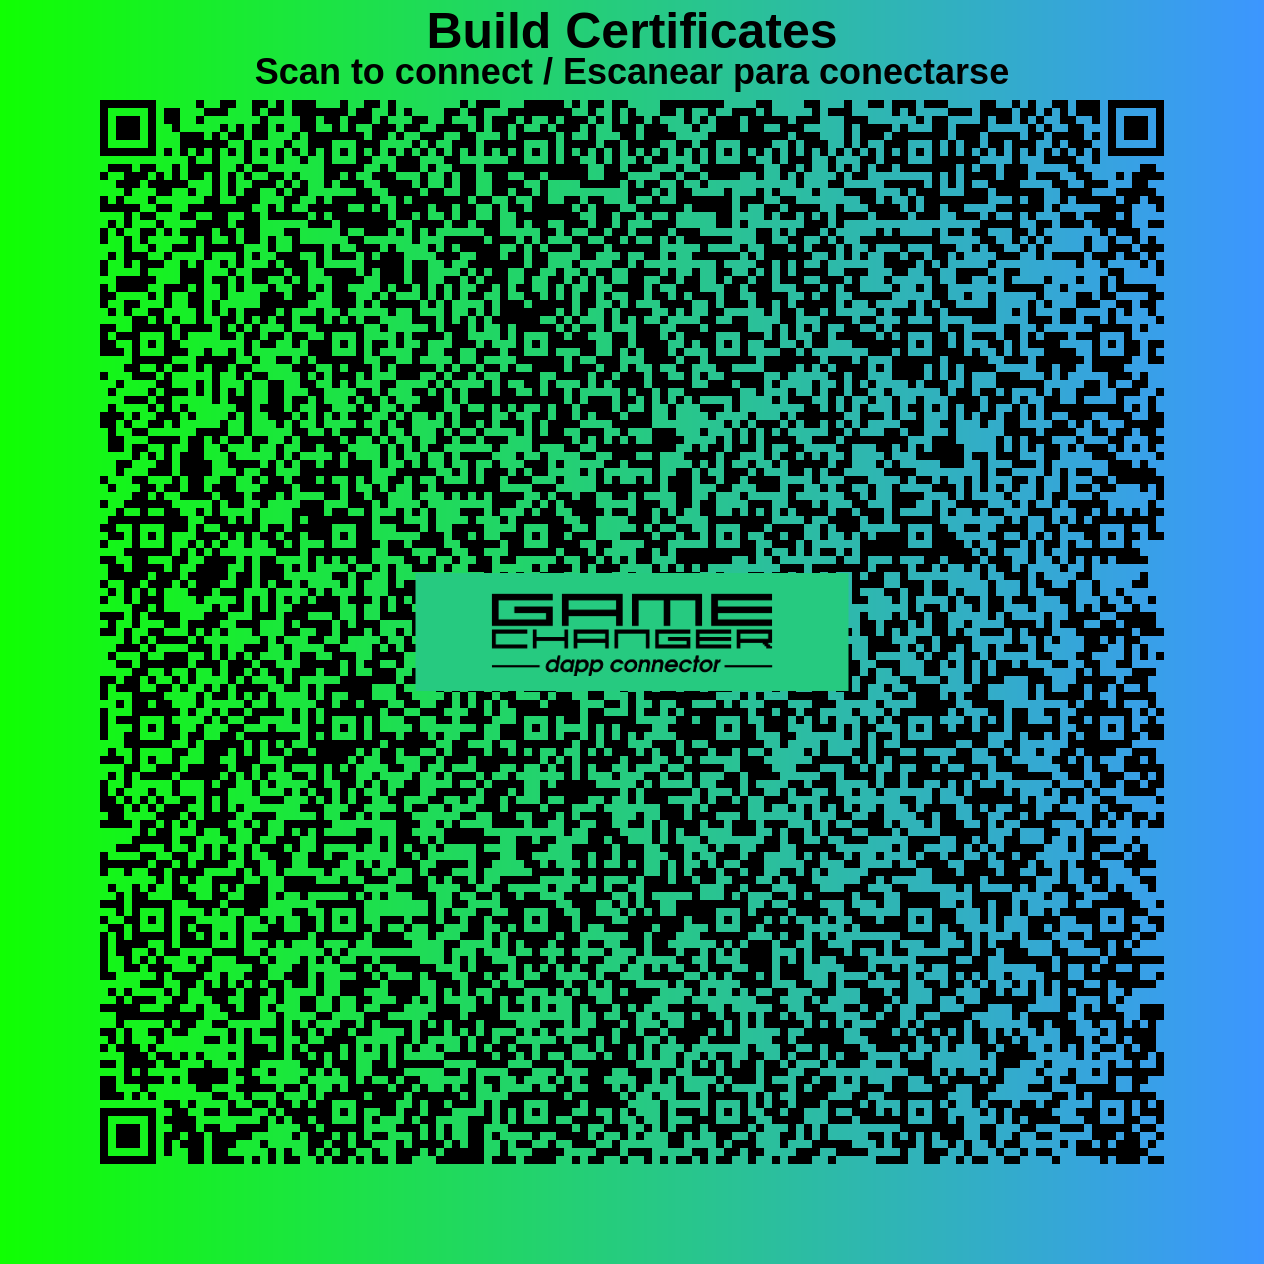 Build Certificates
Scan to connect / Escanear para conectarse
GAME
CHANGER
dapp connector